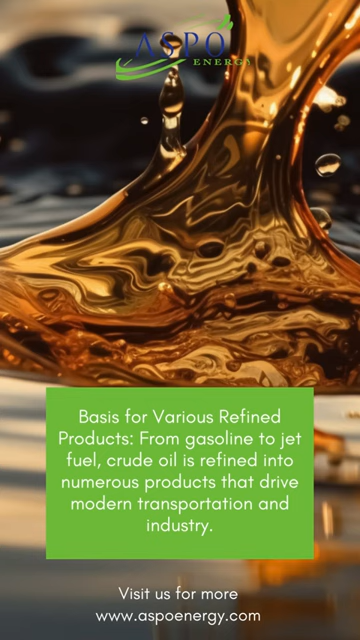 ASPO
ENERGY
Basis for Various Refined
Products: From gasoline to jet
fuel, crude oil is refined into
numerous products that drive
modern transportation and
industry.
Visit us for more
www.aspoenergy.com